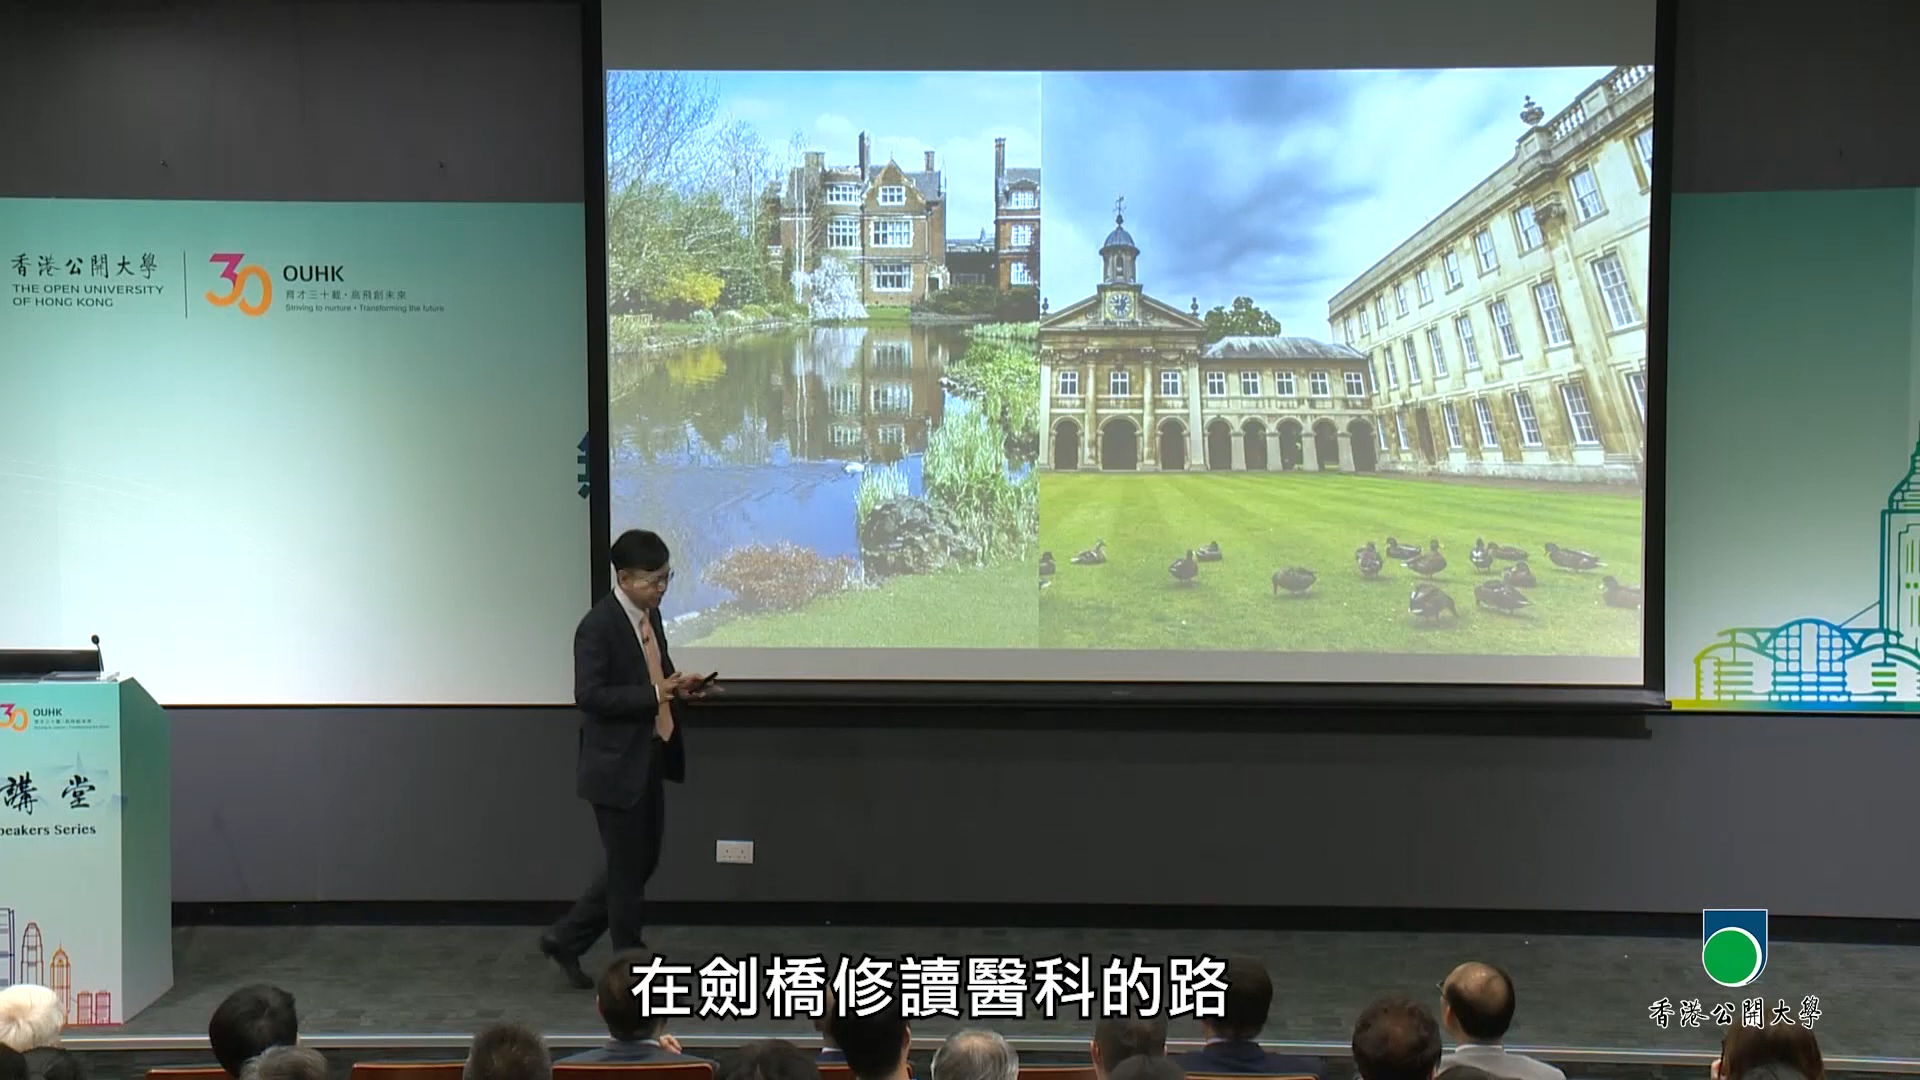 香港公開大學
THE OPEN UNIVERSITY
OF HONG KONG
30
OUHK
育才三十載・高飛創未來
Striving to nurture • Transforming the future
30
OUHK
講堂
peakers Series
在劍橋修讀醫科的路
香港公開大學